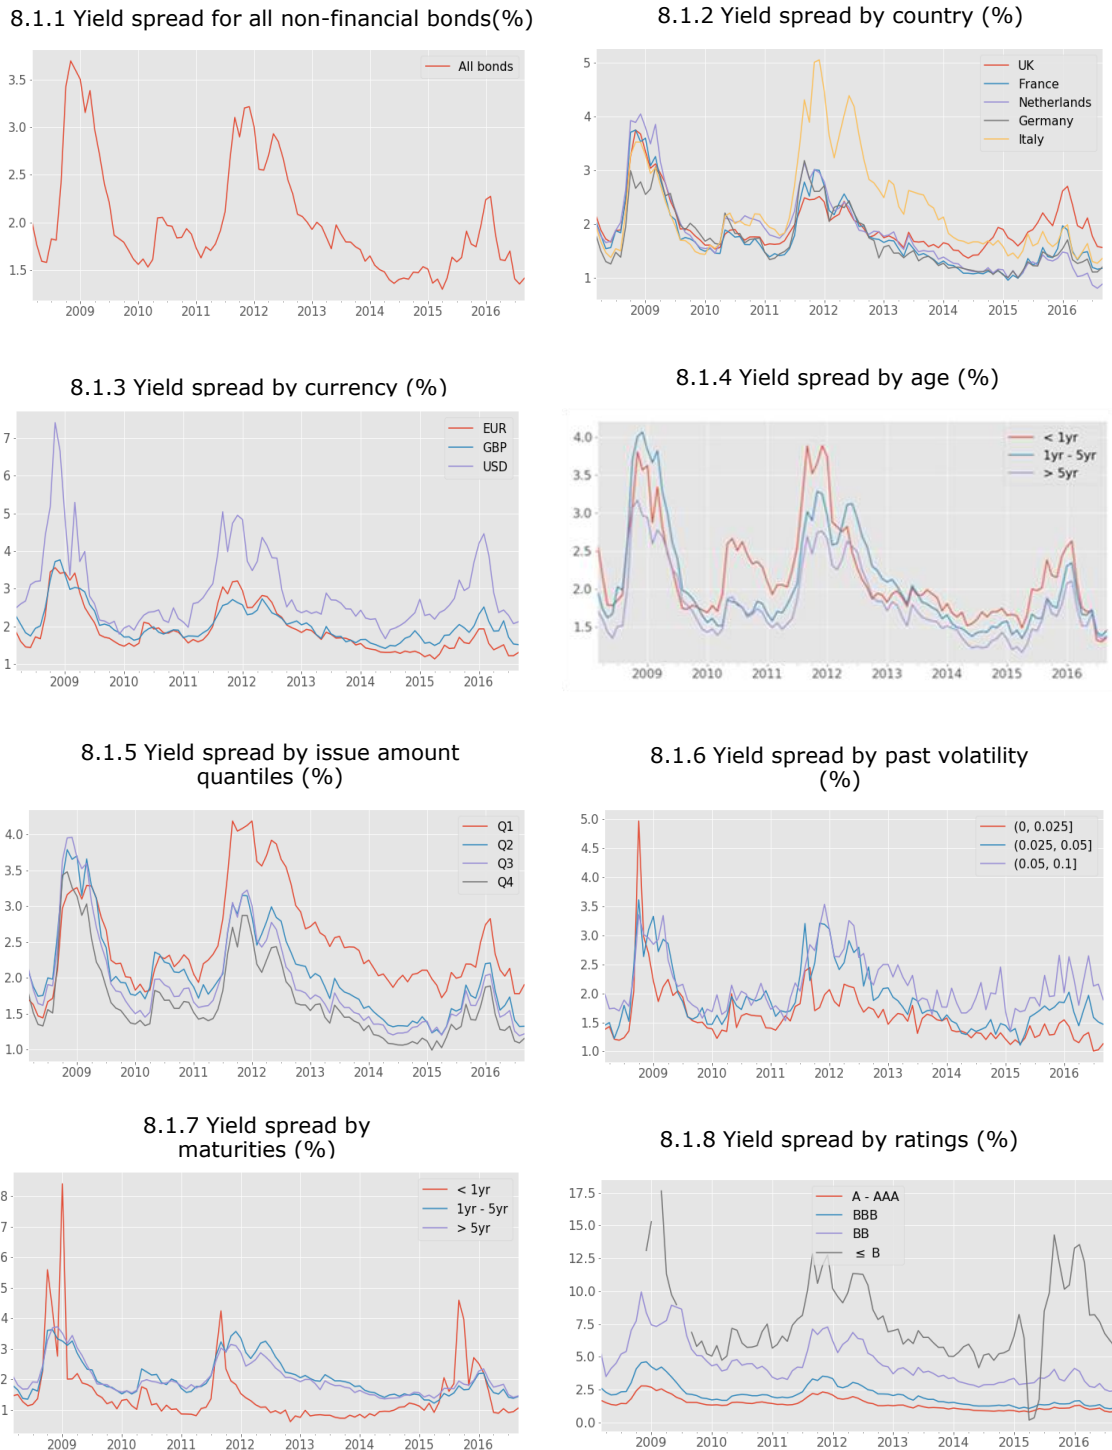 8.1.1 Yield spread for all non-financial bonds(%)
3.5
3.0
2.5
2.0
1.5
All bonds
2009 2010 2011 2012 2013 2014 2015 2016
8.1.2 Yield spread by country (%)
5
4
3
2
1
UK
France
Netherlands
Germany
Italy
2009 2010 2011 2012 2013 2014 2015 2016
8.1.3 Yield spread by currency (%)
7
6
5
4
3
2
1
EUR
GBP
USD
2009 2010 2011 2012 2013 2014 2015 2016
8.1.4 Yield spread by age (%)
4.0
3.5
3.0
2.5
2.0
1.5
< 1yr
1yr - 5yr
> 5yr
2009 2010 2011 2012 2013 2014 2015 2016
8.1.5 Yield spread by issue amount
quantiles (%)
4.0
3.5
3.0
2.5
2.0
1.5
1.0
Q1
Q2
Q3
Q4
2009 2010 2011 2012 2013 2014 2015 2016
8.1.6 Yield spread by past volatility
(%)
5.0
4.5
4.0
3.5
3.0
2.5
2.0
1.5
1.0
(0, 0.025]
(0.025, 0.05]
(0.05, 0.1]
2009 2010 2011 2012 2013 2014 2015 2016
8.1.7 Yield spread by
maturities (%)
8
7
6
5
4
3
2
1
< 1yr
1yr - 5yr
> 5yr
2009 2010 2011 2012 2013 2014 2015 2016
8.1.8 Yield spread by ratings (%)
17.5
15.0
12.5
10.0
7.5
5.0
2.5
0.0
A - AAA
BBB
BB
≤ B
2009 2010 2011 2012 2013 2014 2015 2016